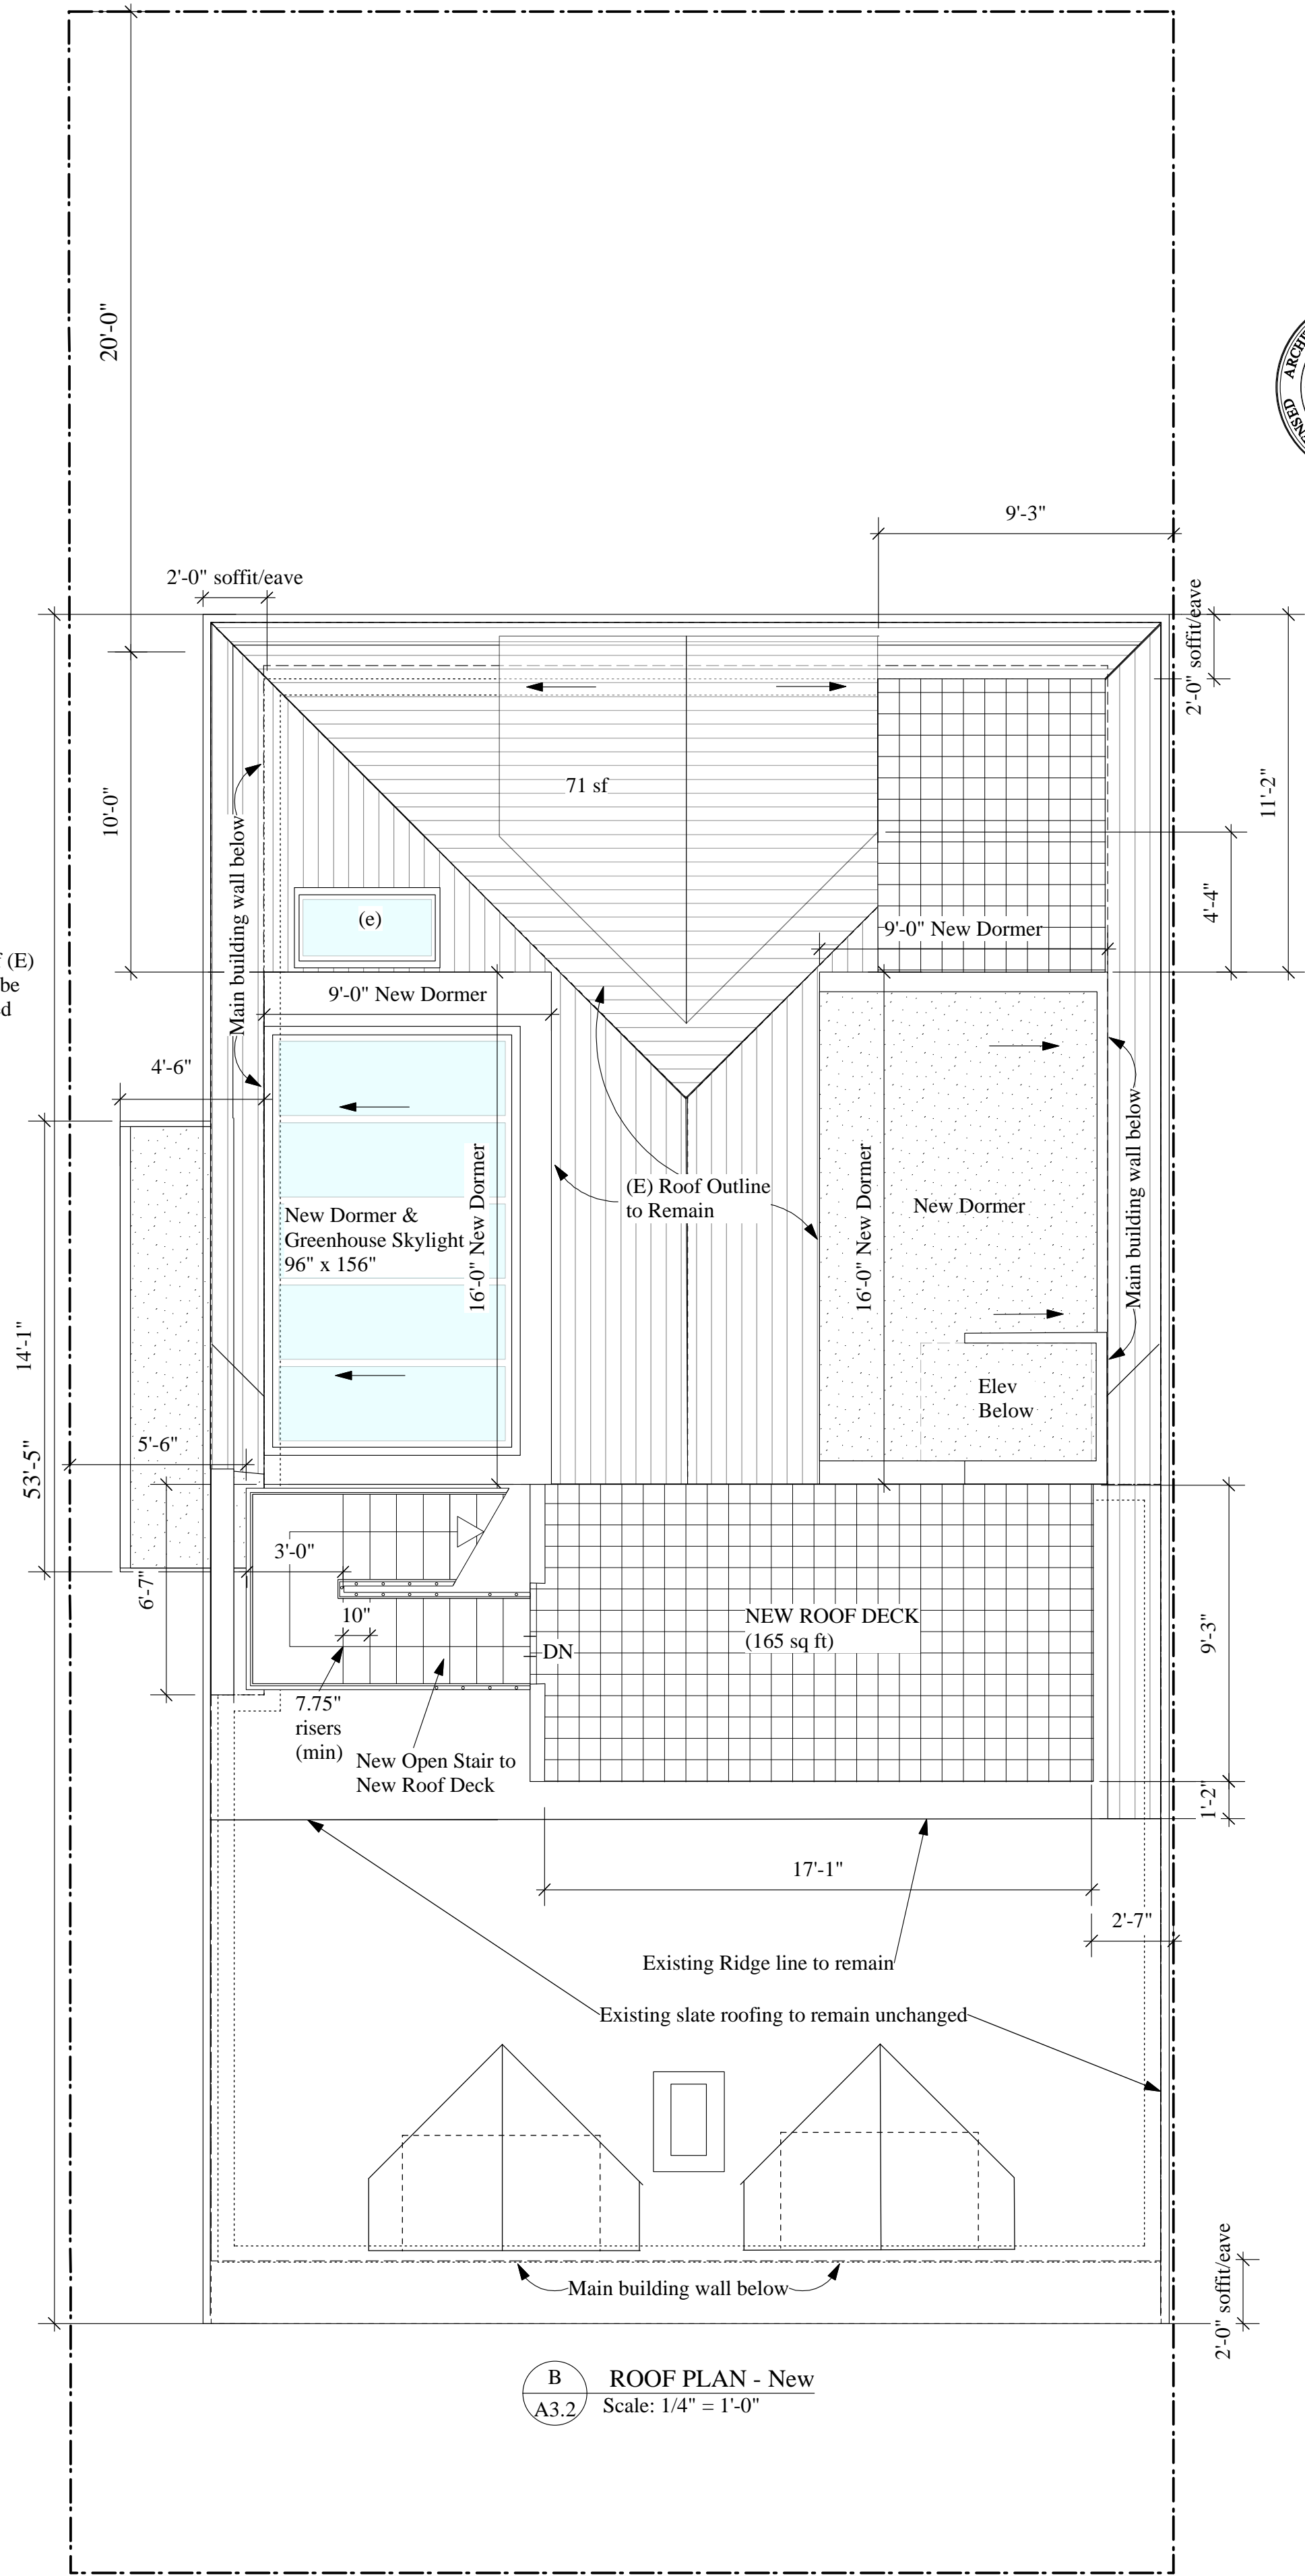 20'-0"
ARCHI
ENSED
9'-3"
2'-0" soffit/eave
2'-0" soffit/eave
10'-0"
71 sf
11'-2"
4'-4"
(e)
Main building wall below
9'-0" New Dormer
9'-0" New Dormer
(E)
be
4'-6"
16'-0" New Dormer
(E) Roof Outline
to Remain
16'-0" New Dormer
New Dormer
Main building wall below
New Dormer &
Greenhouse Skylight
96" x 156"
14'-1"
53'-5"
Elev
Below
5'-6"
3'-0"
6'-7"
10"
NEW ROOF DECK
(165 sq ft)
DN
9'-3"
7.75"
risers
(min)
New Open Stair to
New Roof Deck
1'-2"
17'-1"
2'-7"
Existing Ridge line to remain
Existing slate roofing to remain unchanged
Main building wall below
2'-0" soffit/eave
B
A3.2
ROOF PLAN - New
Scale: 1/4" = 1'-0"